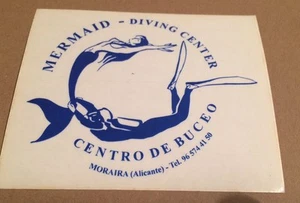 MERMAID - DIVING CENTER
CENTRO DE BUCEO
MORAIRA (Alicante) - Tel. 96 574 41 50